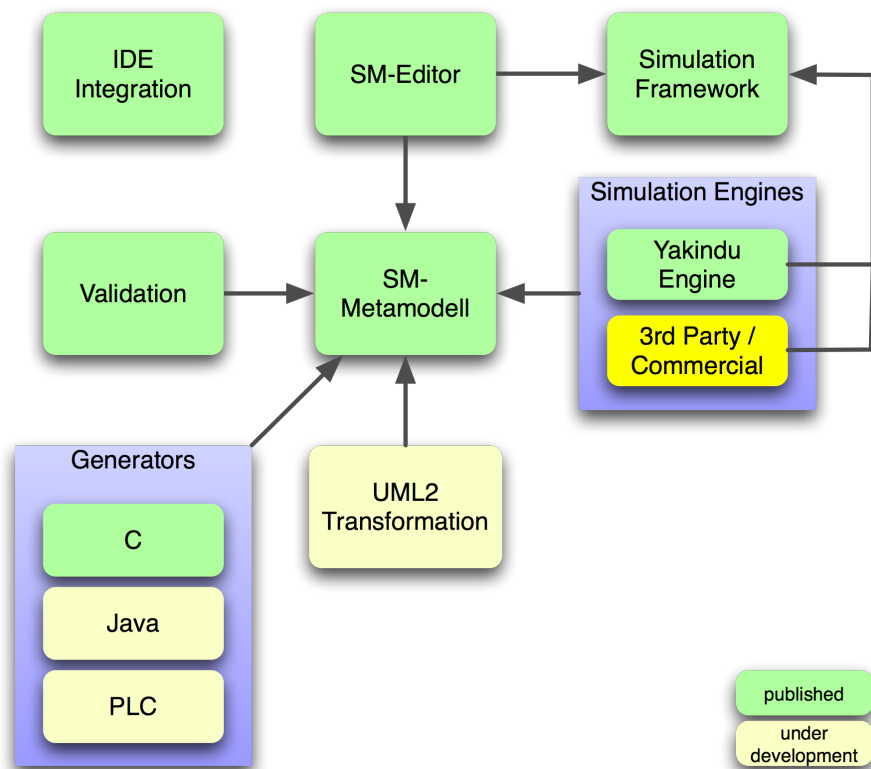 IDE
Integration
SM-Editor
Simulation
Framework
Simulation Engines
Yakindu
Engine
3rd Party /
Commercial
Validation
SM-
Metamodell
Generators
C
Java
PLC
UML2
Transformation
published
under
development